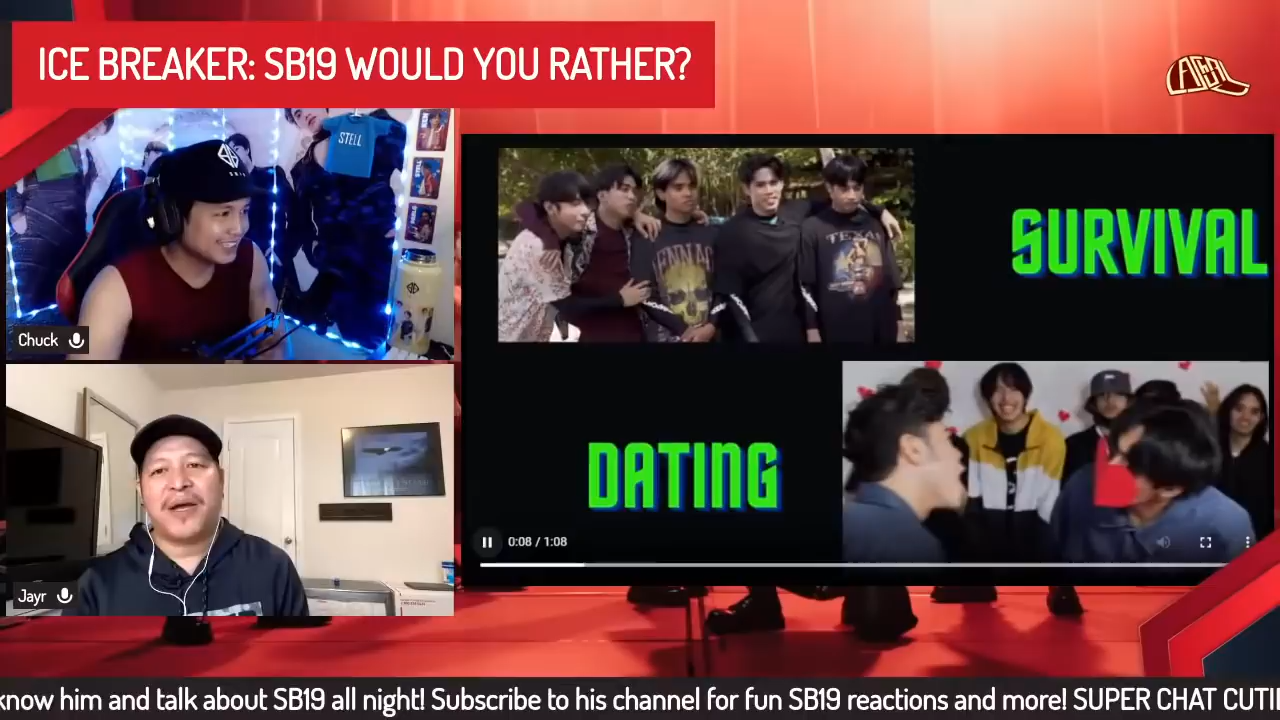 ICE BREAKER: SB19 WOULD YOU RATHER?
STELL
Chuck
Jayr
SURVIVAL
TEXAS
DATING
0:08 / 1:08
know him and talk about SB19 all night! Subscribe to his channel for fun SB19 reactions and more! SUPER CHAT CUTI